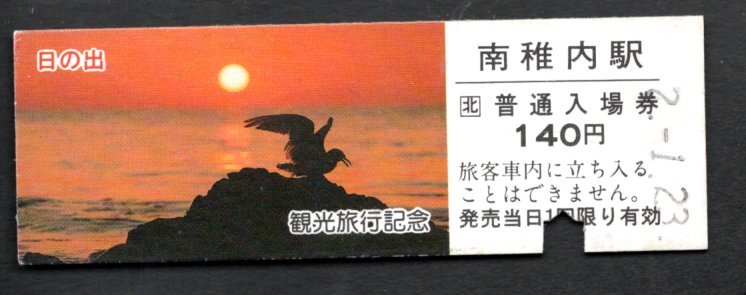 日の出
観光旅行記念
南稚内駅
北 普通入場券
140円
旅客車内に立ち入る
ことはできません。
発売当日1回限り有効
2.-1.23